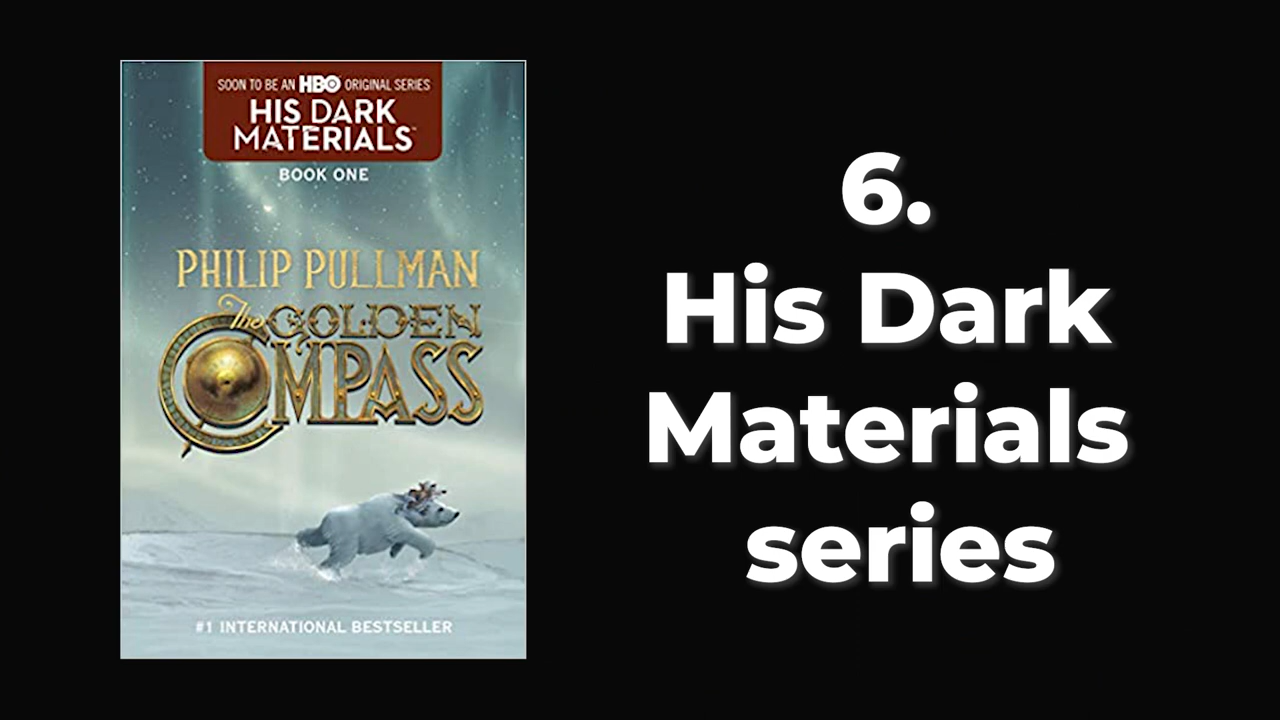 SOON TO BE AN HBO ORIGINAL SERIES
HIS DARK
MATERIALS™
BOOK ONE
PHILIP PULLMAN
The GOLDEN
COMPASS
#1 INTERNATIONAL BESTSELLER
6.
His Dark
Materials
series